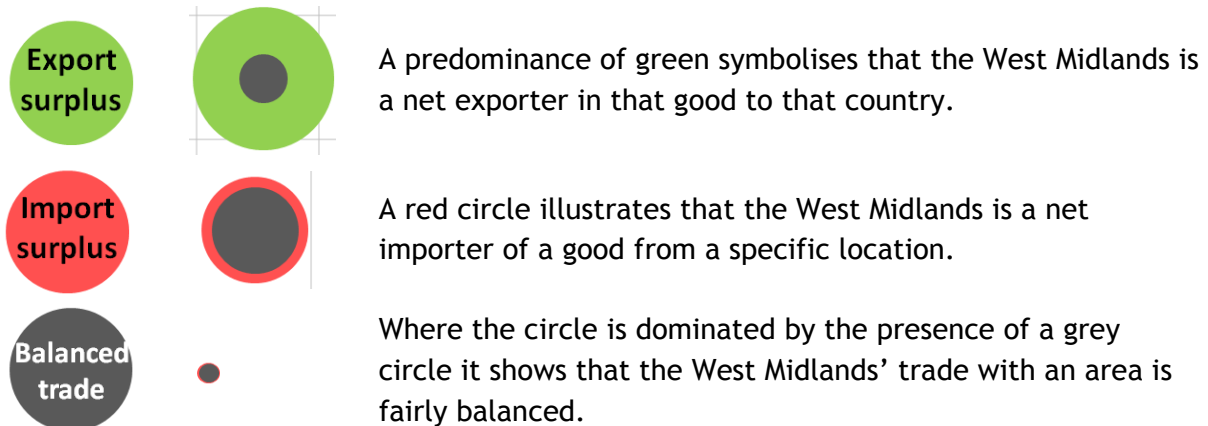 Export
surplus
A predominance of green symbolises that the West Midlands is
a net exporter in that good to that country.
Import
surplus
A red circle illustrates that the West Midlands is a net
importer of a good from a specific location.
Balanced
trade
Where the circle is dominated by the presence of a grey
circle it shows that the West Midlands’ trade with an area is
fairly balanced.